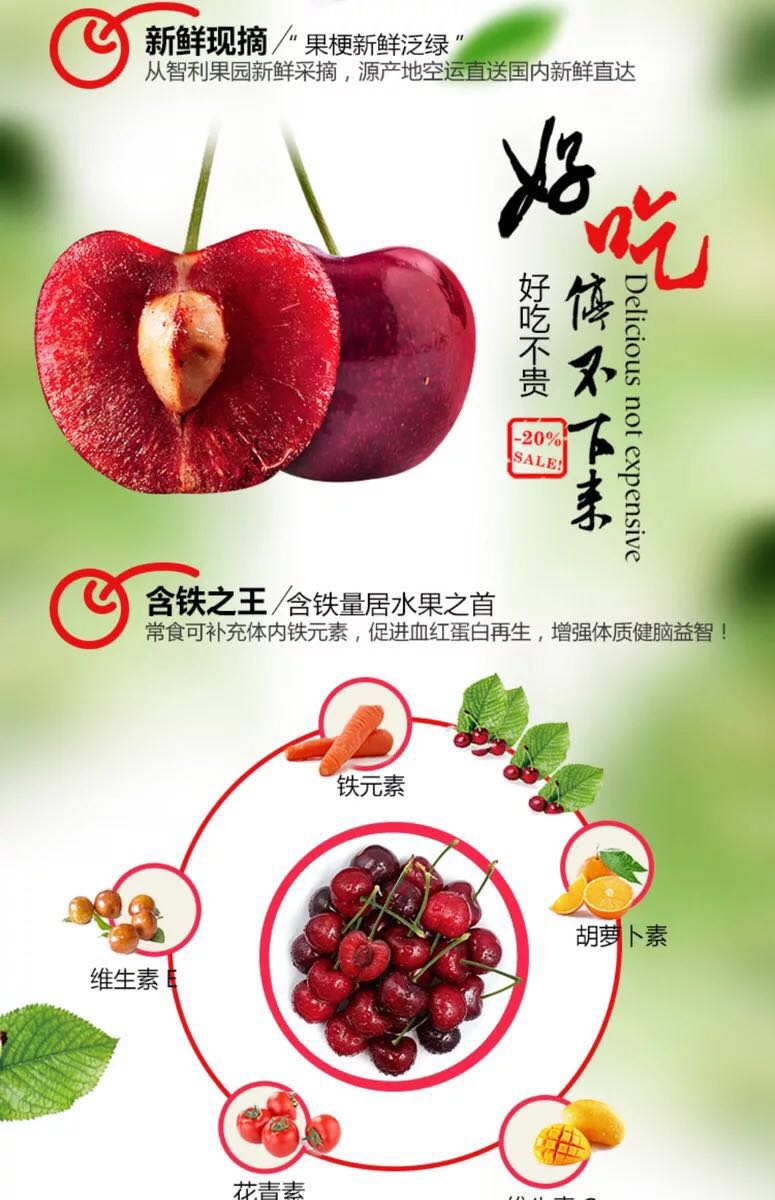 新鲜现摘/“果梗新鲜泛绿”
从智利果园新鲜采摘，源产地空运直送国内新鲜直达
好吃
停不下来
Delicious not expensive
好吃不贵
-20%
SALE!
含铁之王/含铁量居水果之首
常食可补充体内铁元素，促进血红蛋白再生，增强体质健脑益智！
铁元素
胡萝卜素
维生素 E
花青素
维生素 C